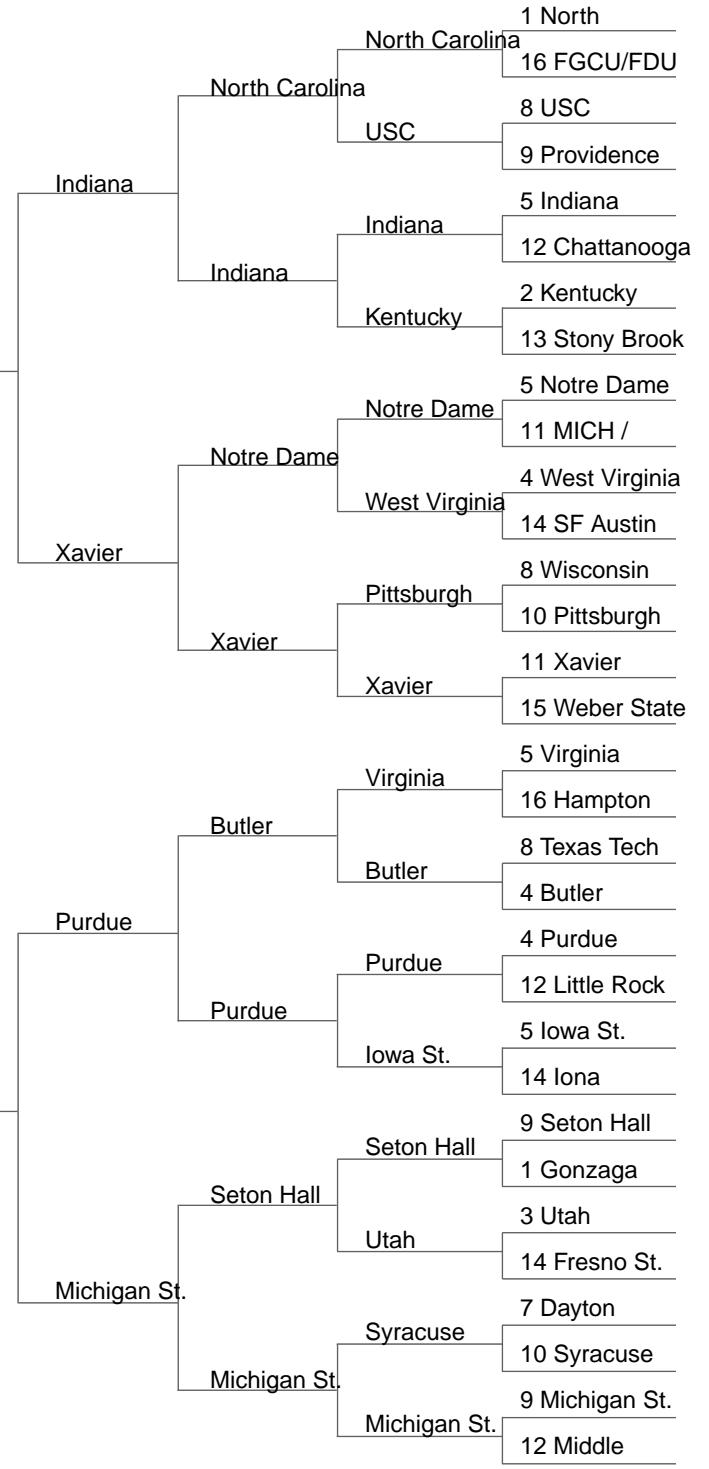 1 North
North Carolina
16 FGCU/FDU
North Carolina
8 USC
USC
9 Providence
Indiana
5 Indiana
Indiana
12 Chattanooga
Indiana
2 Kentucky
Kentucky
13 Stony Brook
5 Notre Dame
Notre Dame
11 MICH /
Notre Dame
4 West Virginia
West Virginia
14 SF Austin
Xavier
8 Wisconsin
Pittsburgh
10 Pittsburgh
Xavier
11 Xavier
Xavier
15 Weber State
5 Virginia
Virginia
16 Hampton
Butler
8 Texas Tech
Butler
4 Butler
Purdue
4 Purdue
Purdue
12 Little Rock
Purdue
5 Iowa St.
Iowa St.
14 Iona
9 Seton Hall
Seton Hall
1 Gonzaga
Seton Hall
3 Utah
Utah
14 Fresno St.
Michigan St.
7 Dayton
Syracuse
10 Syracuse
Michigan St.
9 Michigan St.
Michigan St.
12 Middle